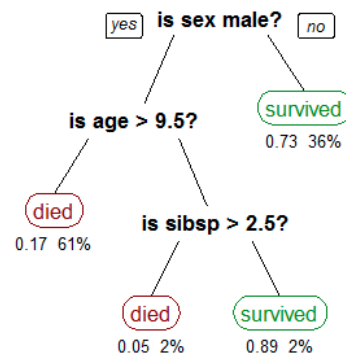 yes is sex male? no
is age > 9.5?
survived
0.73 36%
died
0.17 61%
is sibsp > 2.5?
died survived
0.05 2% 0.89 2%